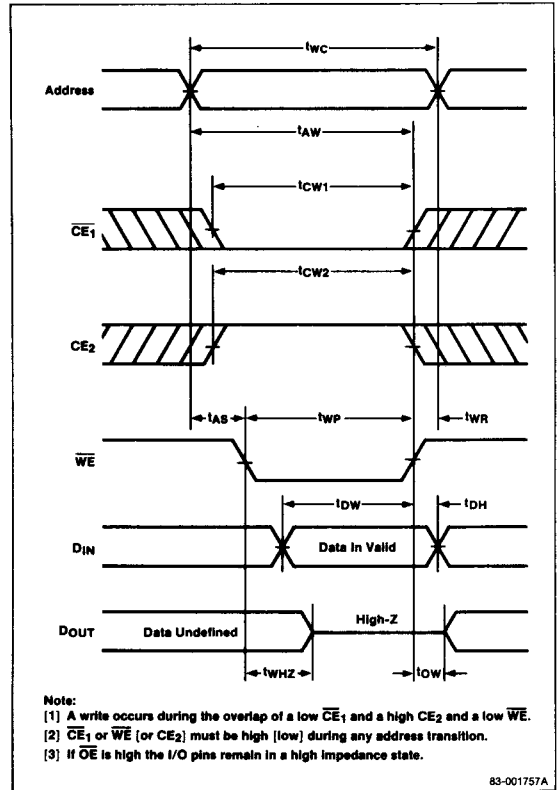 tWC
Address
tAW
tCW1
CE1
tCW2
CE2
tAS
tWP
tWR
WE
tDW
tDH
DIN
Data In Valid
High-Z
DOUT
Data Undefined
tWHZ
tOW
Note:
[1] A write occurs during the overlap of a low CE1 and a high CE2 and a low WE.
[2] CE1 or WE [or CE2] must be high [low] during any address transition.
[3] If OE is high the I/O pins remain in a high impedance state.
83-001757A